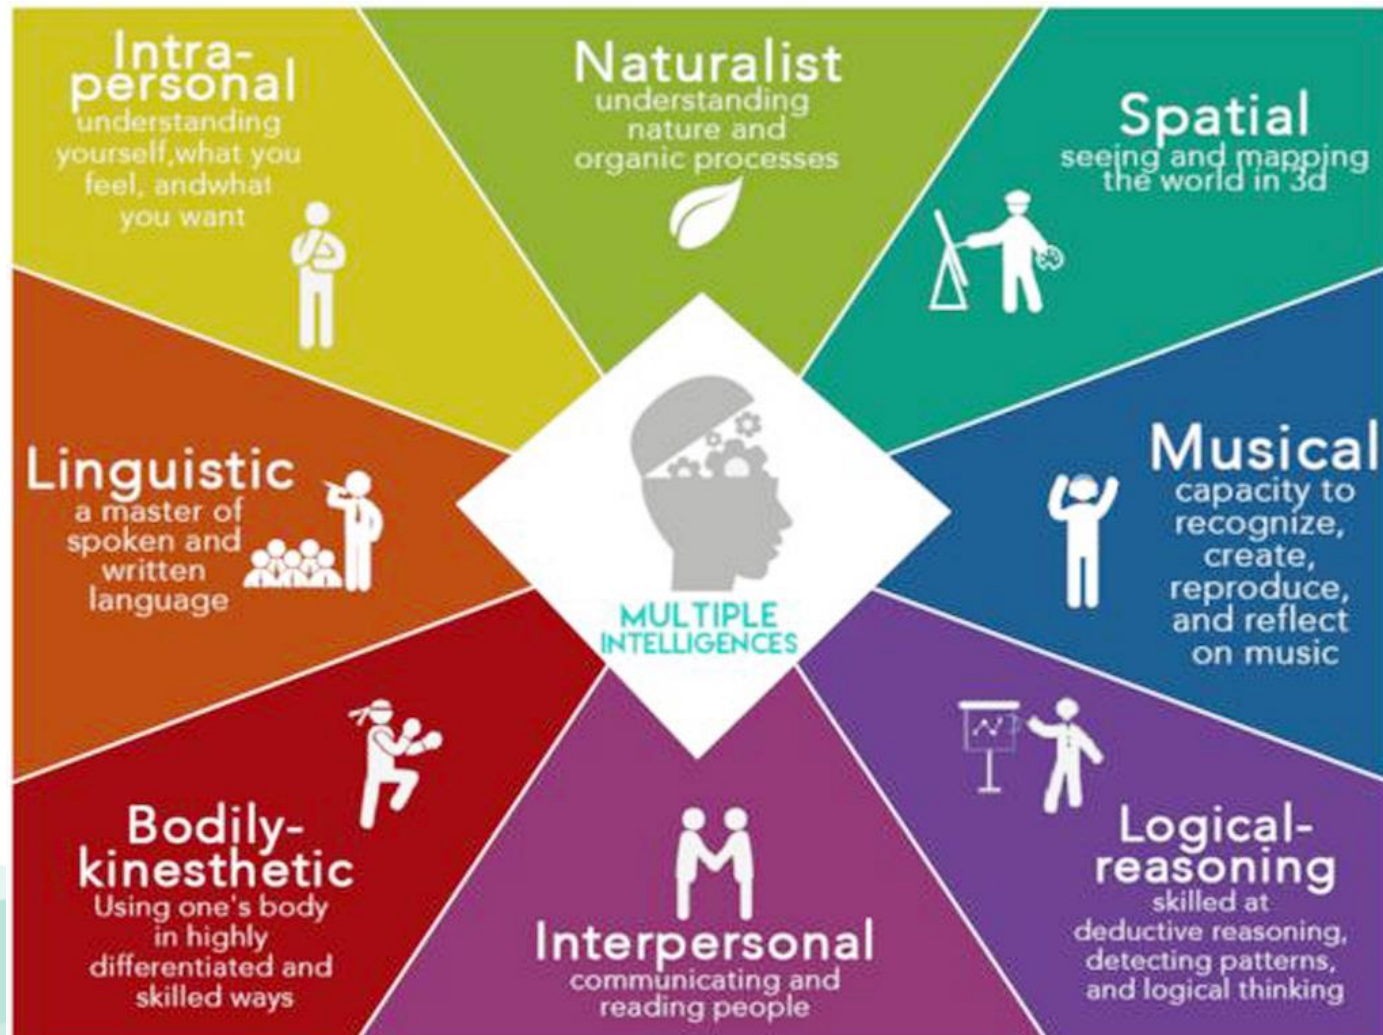 Intra-
personal
understanding
yourself,what you
feel, andwhat
you want
Naturalist
understanding
nature and
organic processes
Spatial
seeing and mapping
the world in 3d
Linguistic
a master of
spoken and
written
language
MULTIPLE
INTELLIGENCES
Musical
capacity to
recognize,
create,
reproduce,
and reflect
on music
Bodily-
kinesthetic
Using one's body
in highly
differentiated and
skilled ways
Interpersonal
communicating and
reading people
Logical-
reasoning
skilled at
deductive reasoning,
detecting patterns,
and logical thinking